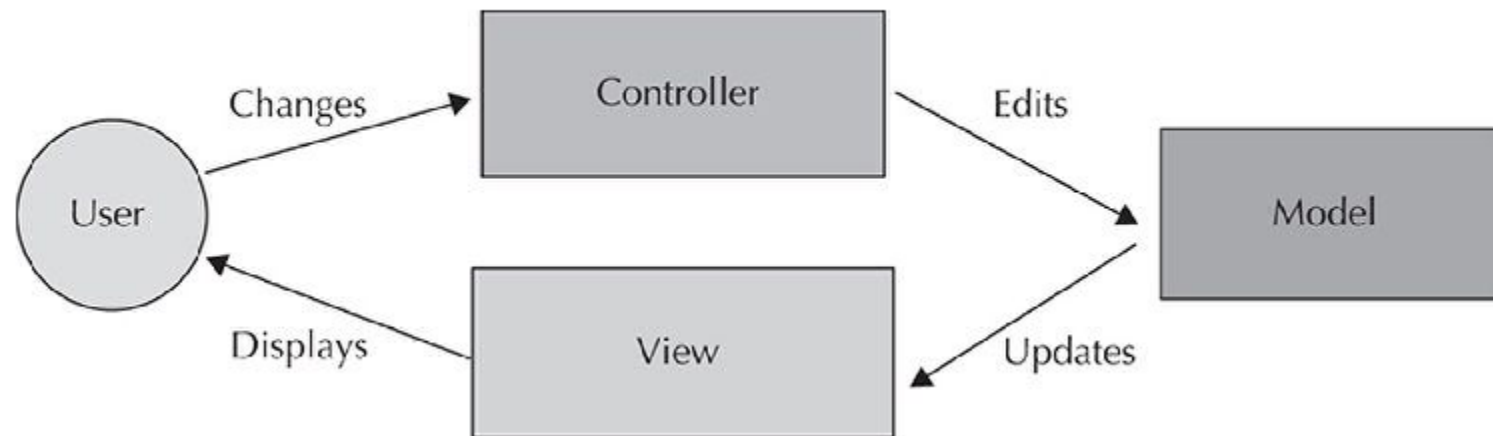 Changes
Controller
Edits
User
Model
Displays
View
Updates